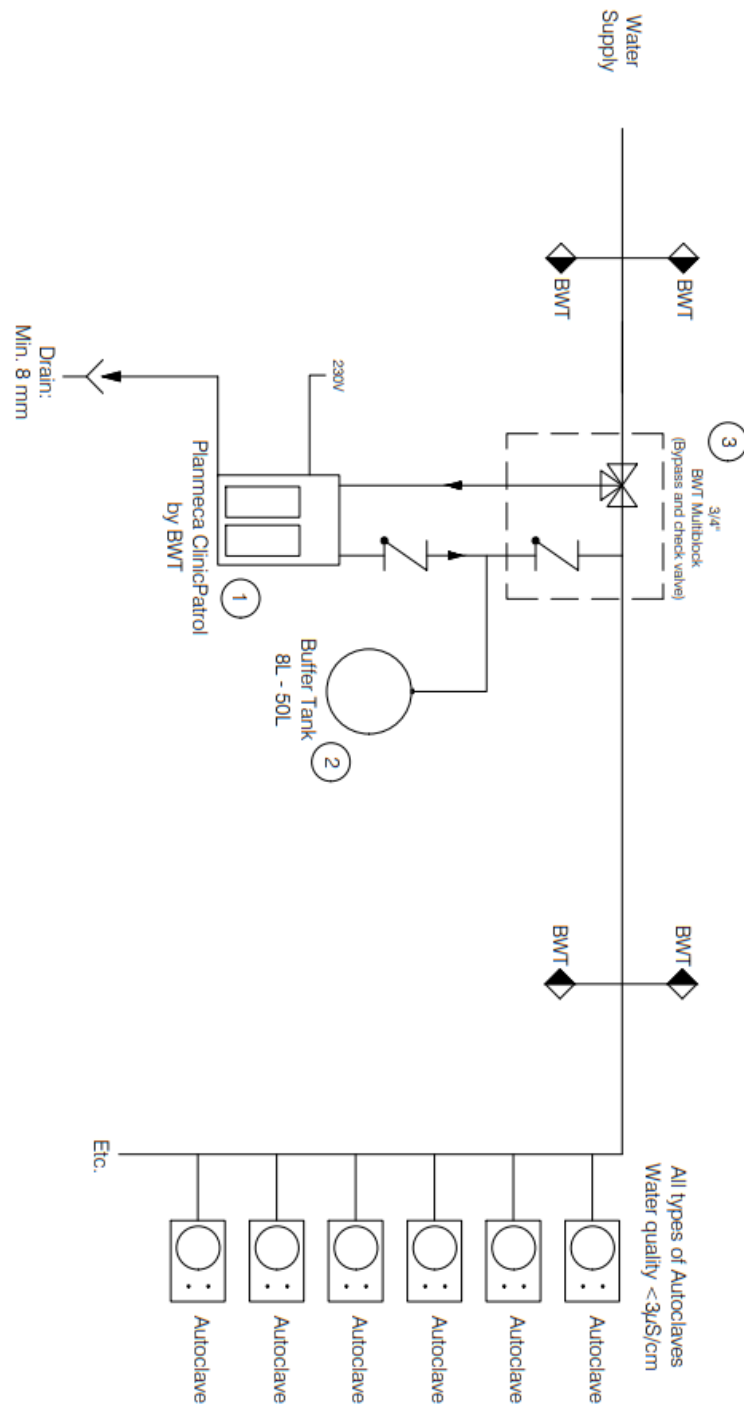 Water
Supply
BWT
BWT
3
3/4"
BWT Multiblock
(Bypass and check valve)
230V
Drain:
Min. 8 mm
Planmeca ClinicPatrol
by BWT
1
Buffer Tank
8L - 50L
2
BWT
BWT
All types of Autoclaves
Water quality <3µS/cm
Etc.
Autoclave
Autoclave
Autoclave
Autoclave
Autoclave
Autoclave